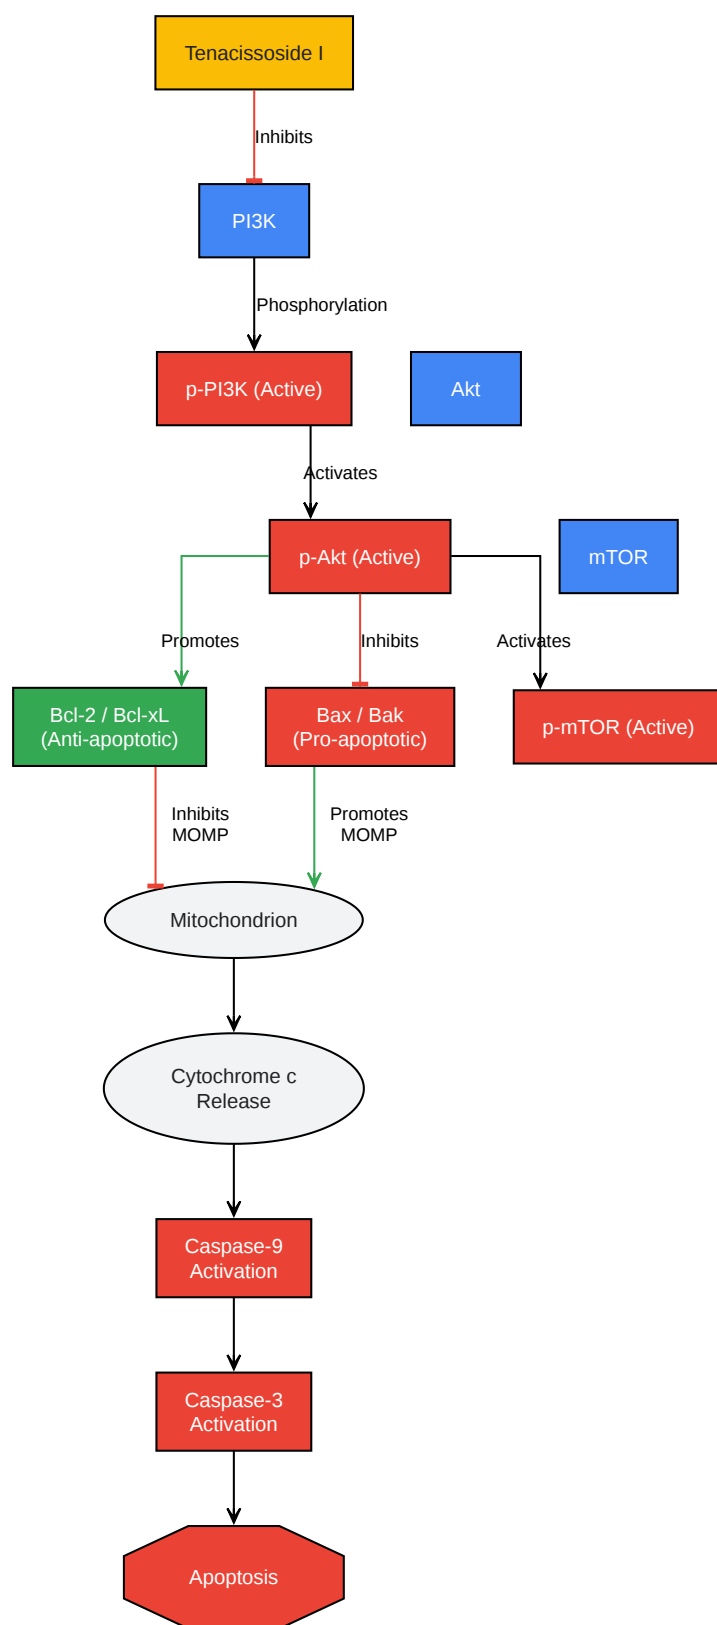 Tenacissoside I
Inhibits
PI3K
Phosphorylation
p-PI3K (Active)
Akt
Activates
p-Akt (Active)
mTOR
Promotes
Inhibits
Activates
Bcl-2 / Bcl-xL
(Anti-apoptotic)
Bax / Bak
(Pro-apoptotic)
p-mTOR (Active)
Inhibits
MOMP
Promotes
MOMP
Mitochondrion
Cytochrome c
Release
Caspase-9
Activation
Caspase-3
Activation
Apoptosis